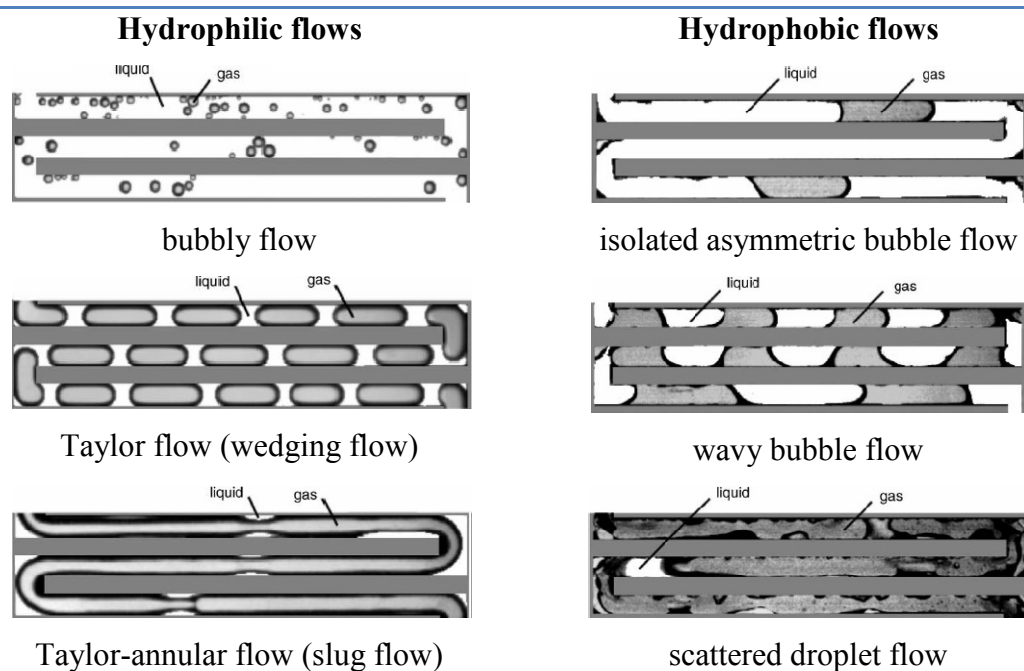 Hydrophilic flows
Hydrophobic flows
liquid
gas
liquid
gas
bubbly flow
isolated asymmetric bubble flow
liquid
gas
liquid
gas
Taylor flow (wedging flow)
wavy bubble flow
liquid
gas
liquid
gas
Taylor-annular flow (slug flow)
scattered droplet flow